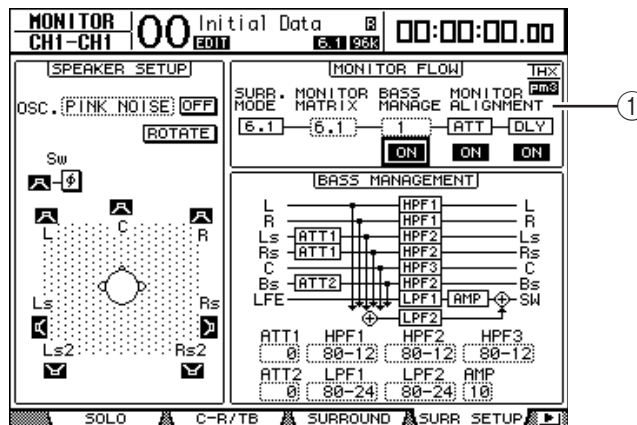 MONITOR
CH1-CH1
00 Initial Data
EDIT
6.1 96k
00:00:00.00
SPEAKER SETUP
OSC. PINK NOISE OFF
ROTATE
Sw
ø
L C R
Ls Rs
Ls2 Rs2
MONITOR FLOW
THX
pm3
SURR. MODE
MONITOR MATRIX
BASS MANAGE
MONITOR ALIGNMENT
1
6.1 6.1 1 ATT DLY
ON ON ON
BASS MANAGEMENT
L HPF1 L
R HPF1 R
Ls ATT1 HPF2 Ls
Rs ATT1 HPF2 Rs
C HPF3 C
Bs ATT2 HPF2 Bs
LFE LPF1 AMP SW
LPF2
ATT1 HPF1 HPF2 HPF3
0 80-12 80-12 80-12
ATT2 LPF1 LPF2 AMP
0 80-24 80-24 10
SOLO C-R/TB SURROUND SURR SETUP